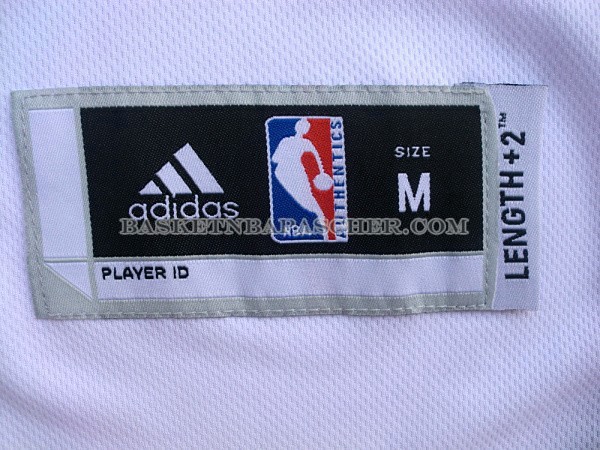 adidas
NBA
AUTHENTICS
SIZE
M
LENGTH+2™
BASKETNBAPASCHER.COM
PLAYER ID